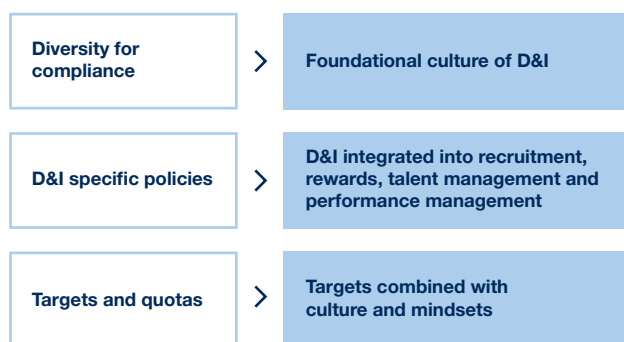 Diversity for
compliance
Foundational culture of D&I
D&I specific policies
D&I integrated into recruitment,
rewards, talent management and
performance management
Targets and quotas
Targets combined with
culture and mindsets